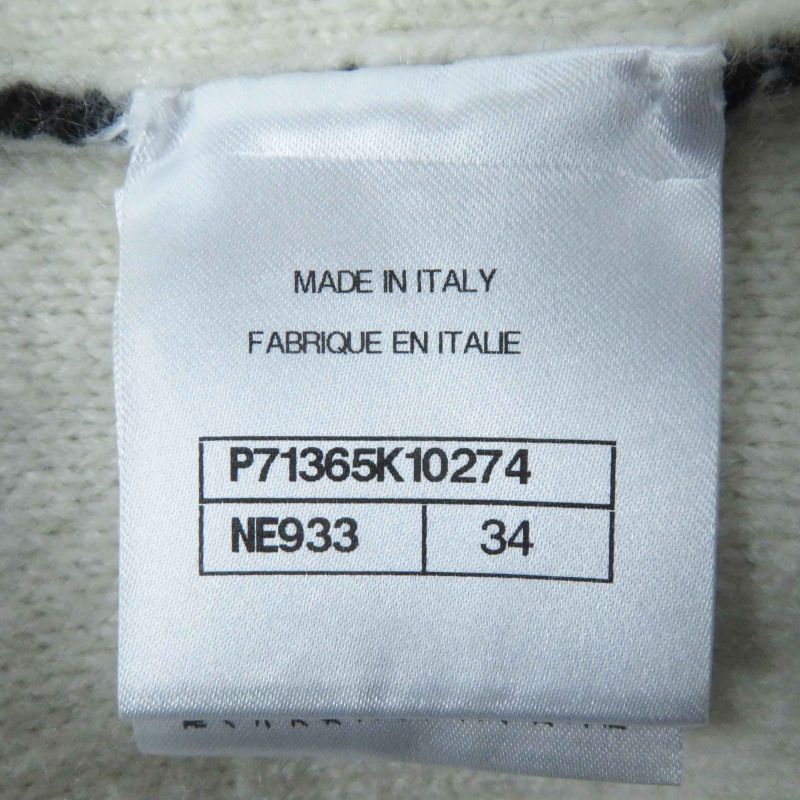 MADE IN ITALY
FABRIQUE EN ITALIE
P71365K10274
NE933 34